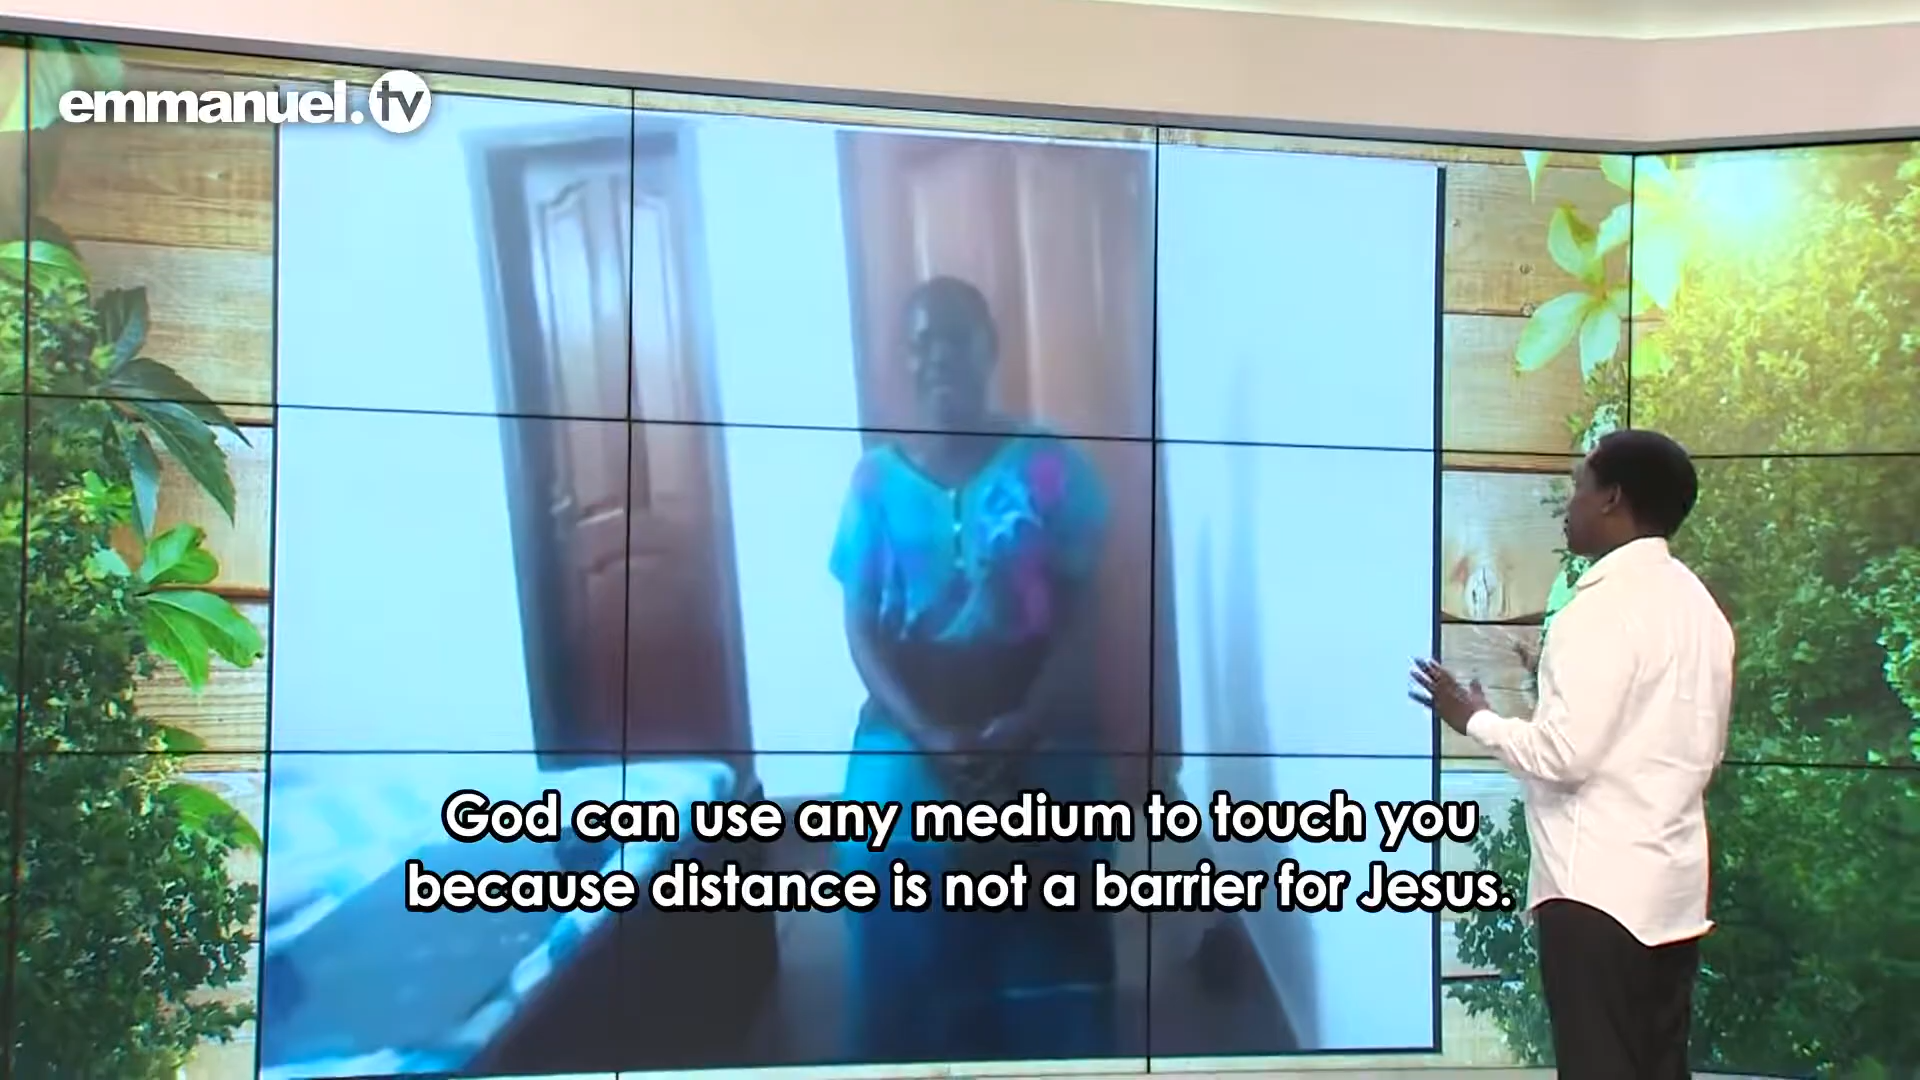 emmanuel.tv
God can use any medium to touch you
because distance is not a barrier for Jesus.